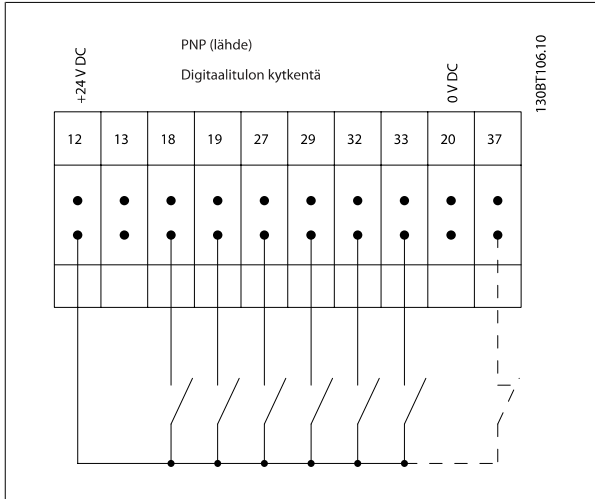 PNP (lähde)
Digitaalitulon kytkentä
+24 V DC
0 V DC
130BT106.10
12 13 18 19 27 29 32 33 20 37